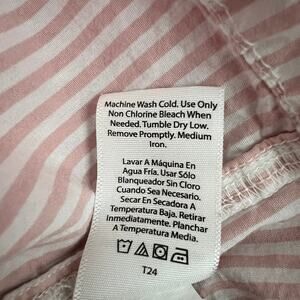 Machine Wash Cold. Use Only
Non Chlorine Bleach When
Needed. Tumble Dry Low.
Remove Promptly. Medium
Iron.
Lavar A Máquina En
Agua Fría. Usar Sólo
Blanqueador Sin Cloro
Cuando Sea Necesario.
Secar En Secadora A
Temperatura Baja. Retirar
Inmediatamente. Planchar
A Temperatura Media.
T24